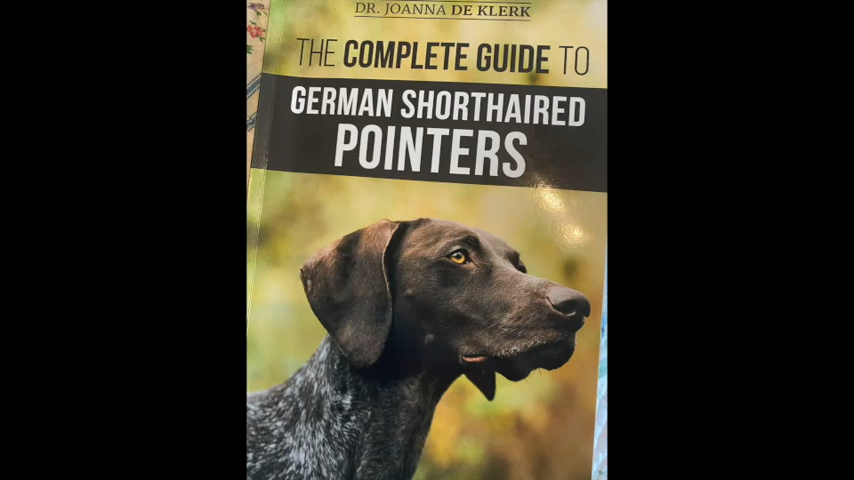 DR. JOANNA DE KLERK
THE COMPLETE GUIDE TO
GERMAN SHORTHAIRED
POINTERS